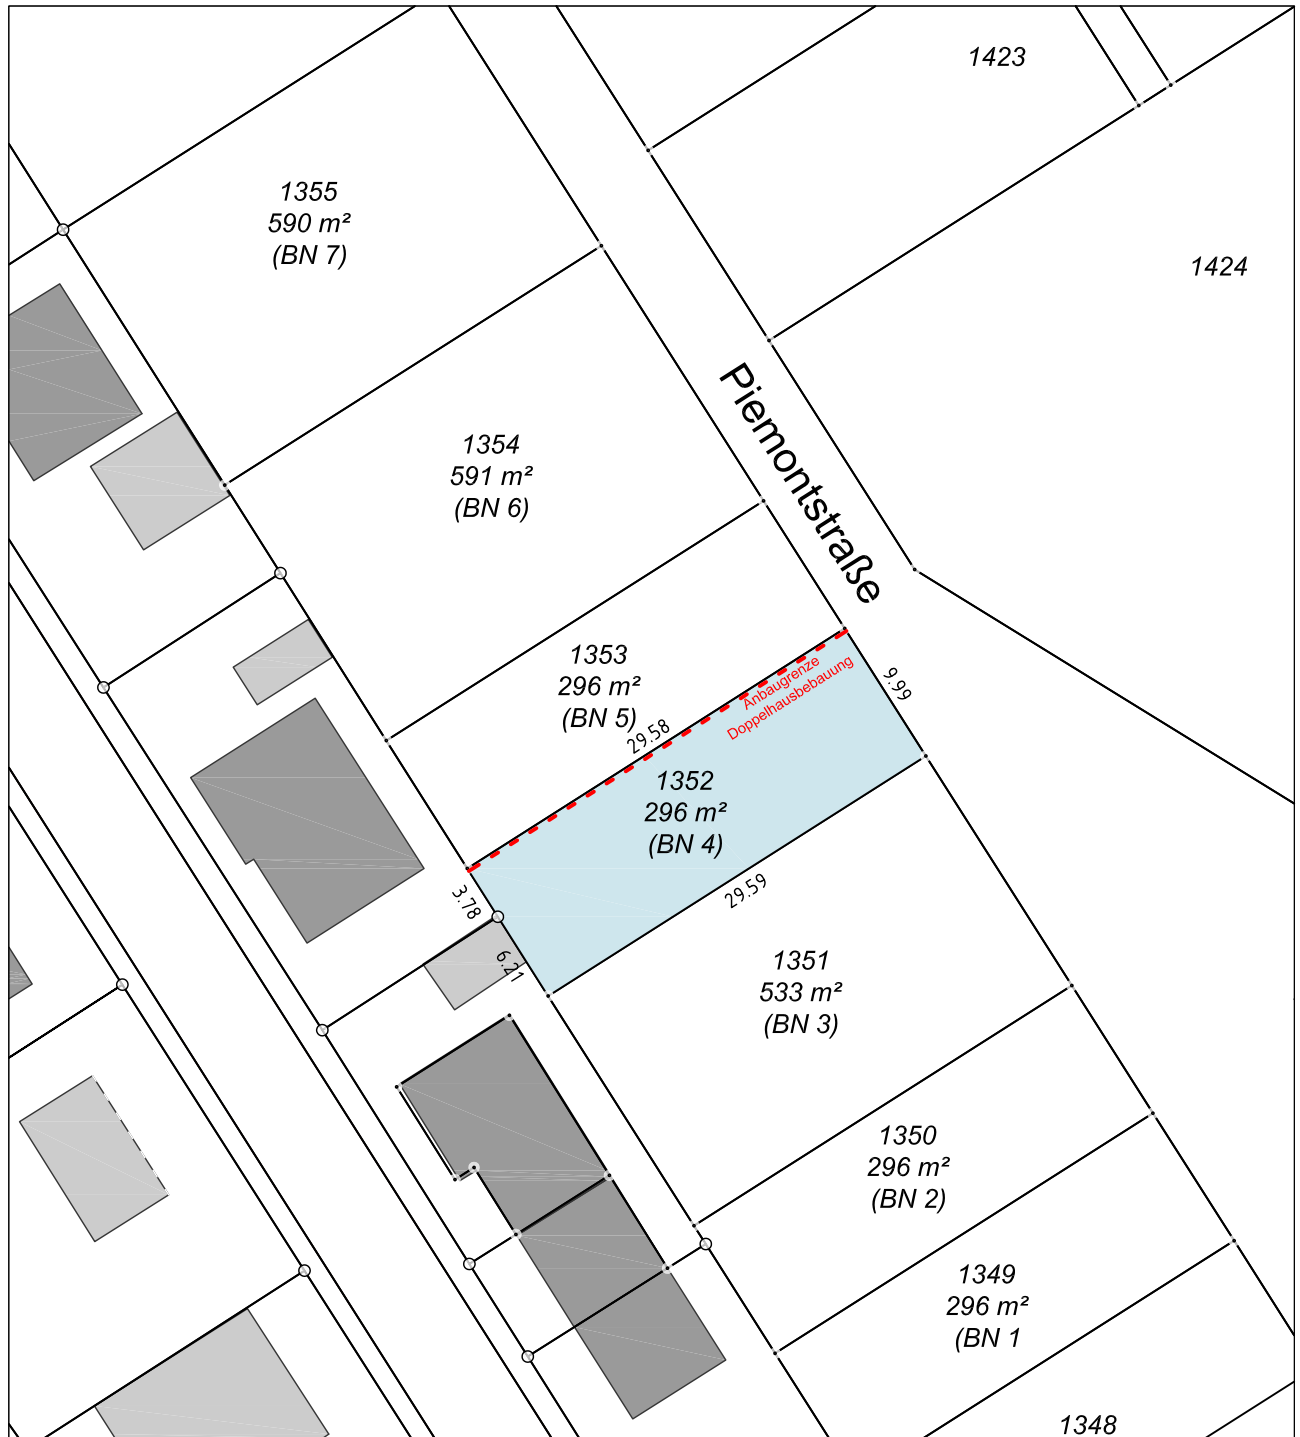 1423
1355
590 m²
(BN 7)
1424
Piemontstraße
1354
591 m²
(BN 6)
1353
296 m²
(BN 5)
29.58
Anbaugrenze
Doppelhausbebauung
9.99
1352
296 m²
(BN 4)
3.78
29.59
6.21
1351
533 m²
(BN 3)
1350
296 m²
(BN 2)
1349
296 m²
(BN 1
1348